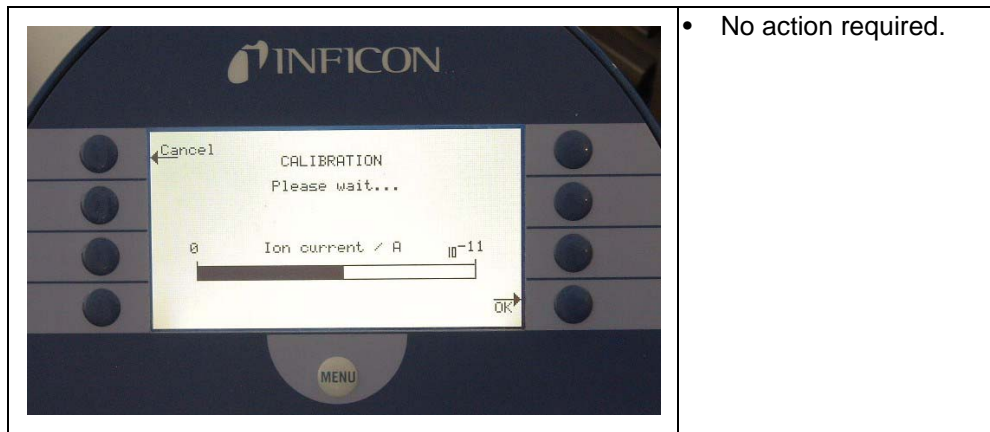 INFICON
Cancel
CALIBRATION
Please wait...
0 Ion current / A 10-11
OK
MENU
• No action required.